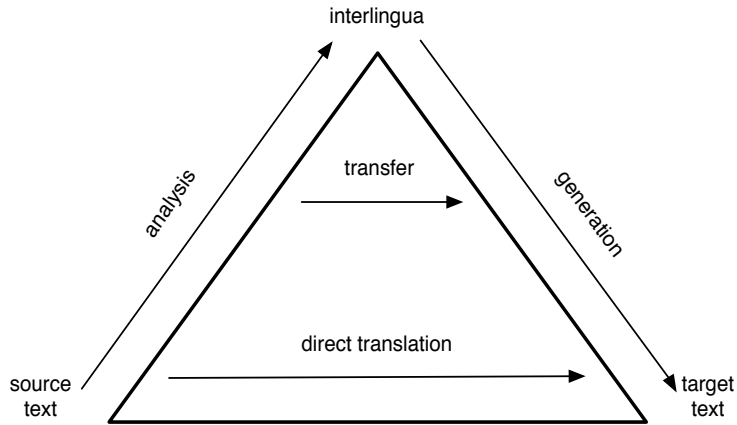 interlingua
transfer
analysis
generation
direct translation
source
text
target
text